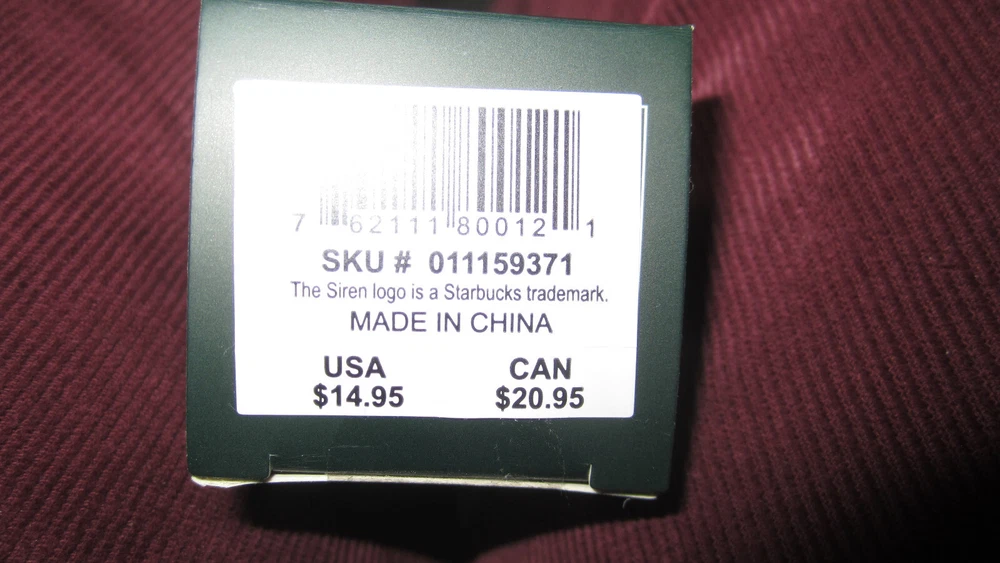 7 62111 80012 1
SKU # 011159371
The Siren logo is a Starbucks trademark.
MADE IN CHINA
USA CAN
$14.95 $20.95